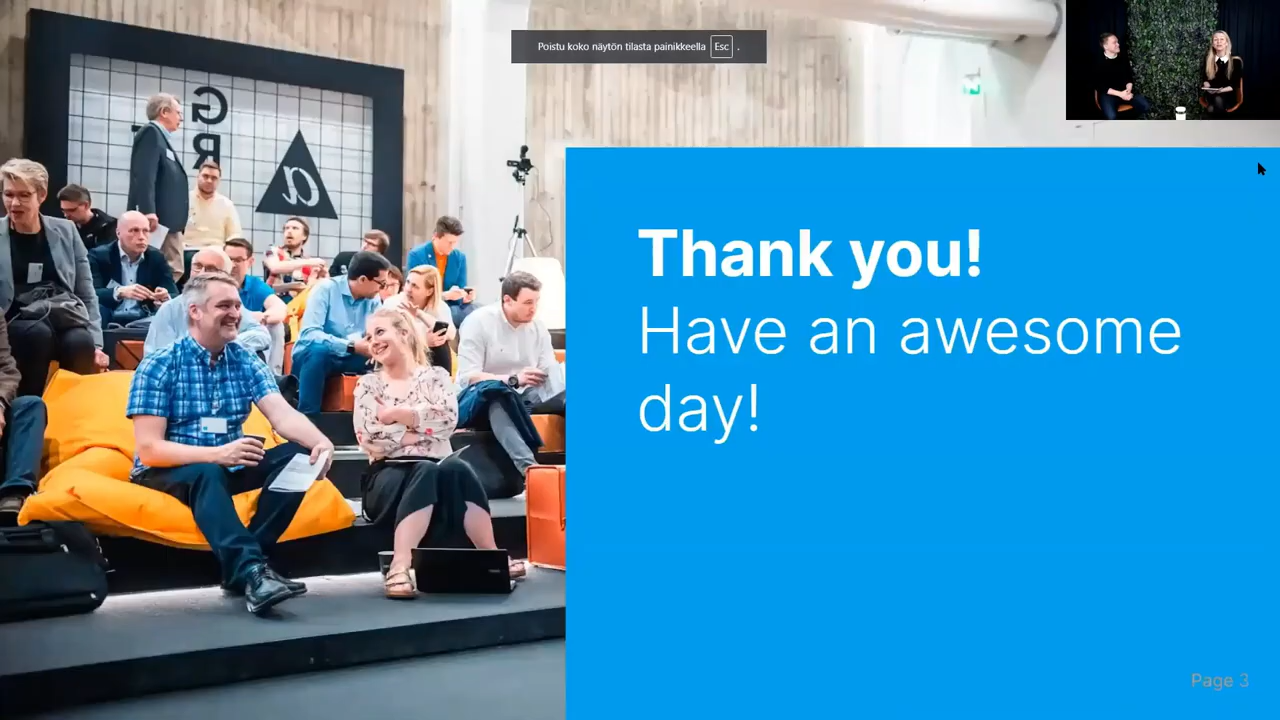 Poistu koko näytön tilasta painikkeella Esc .
G
R
a
Thank you!
Have an awesome
day!
Page 3